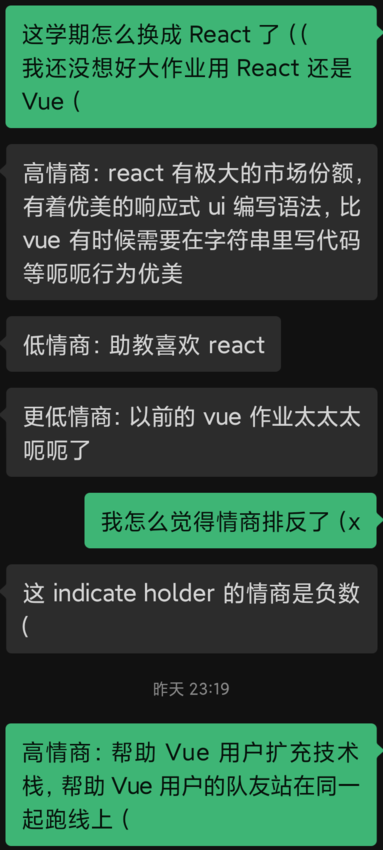 这学期怎么换成 React 了 ((
我还没想好大作业用 React 还是
Vue (
高情商: react 有极大的市场份额,
有着优美的响应式 ui 编写语法, 比
vue 有时候需要在字符串里写代码
等呃呃行为优美
低情商: 助教喜欢 react
更低情商: 以前的 vue 作业太太太
呃呃了
我怎么觉得情商排反了 (x
这 indicate holder 的情商是负数
(
昨天 23:19
高情商: 帮助 Vue 用户扩充技术
栈, 帮助 Vue 用户的队友站在同一
起跑线上 (